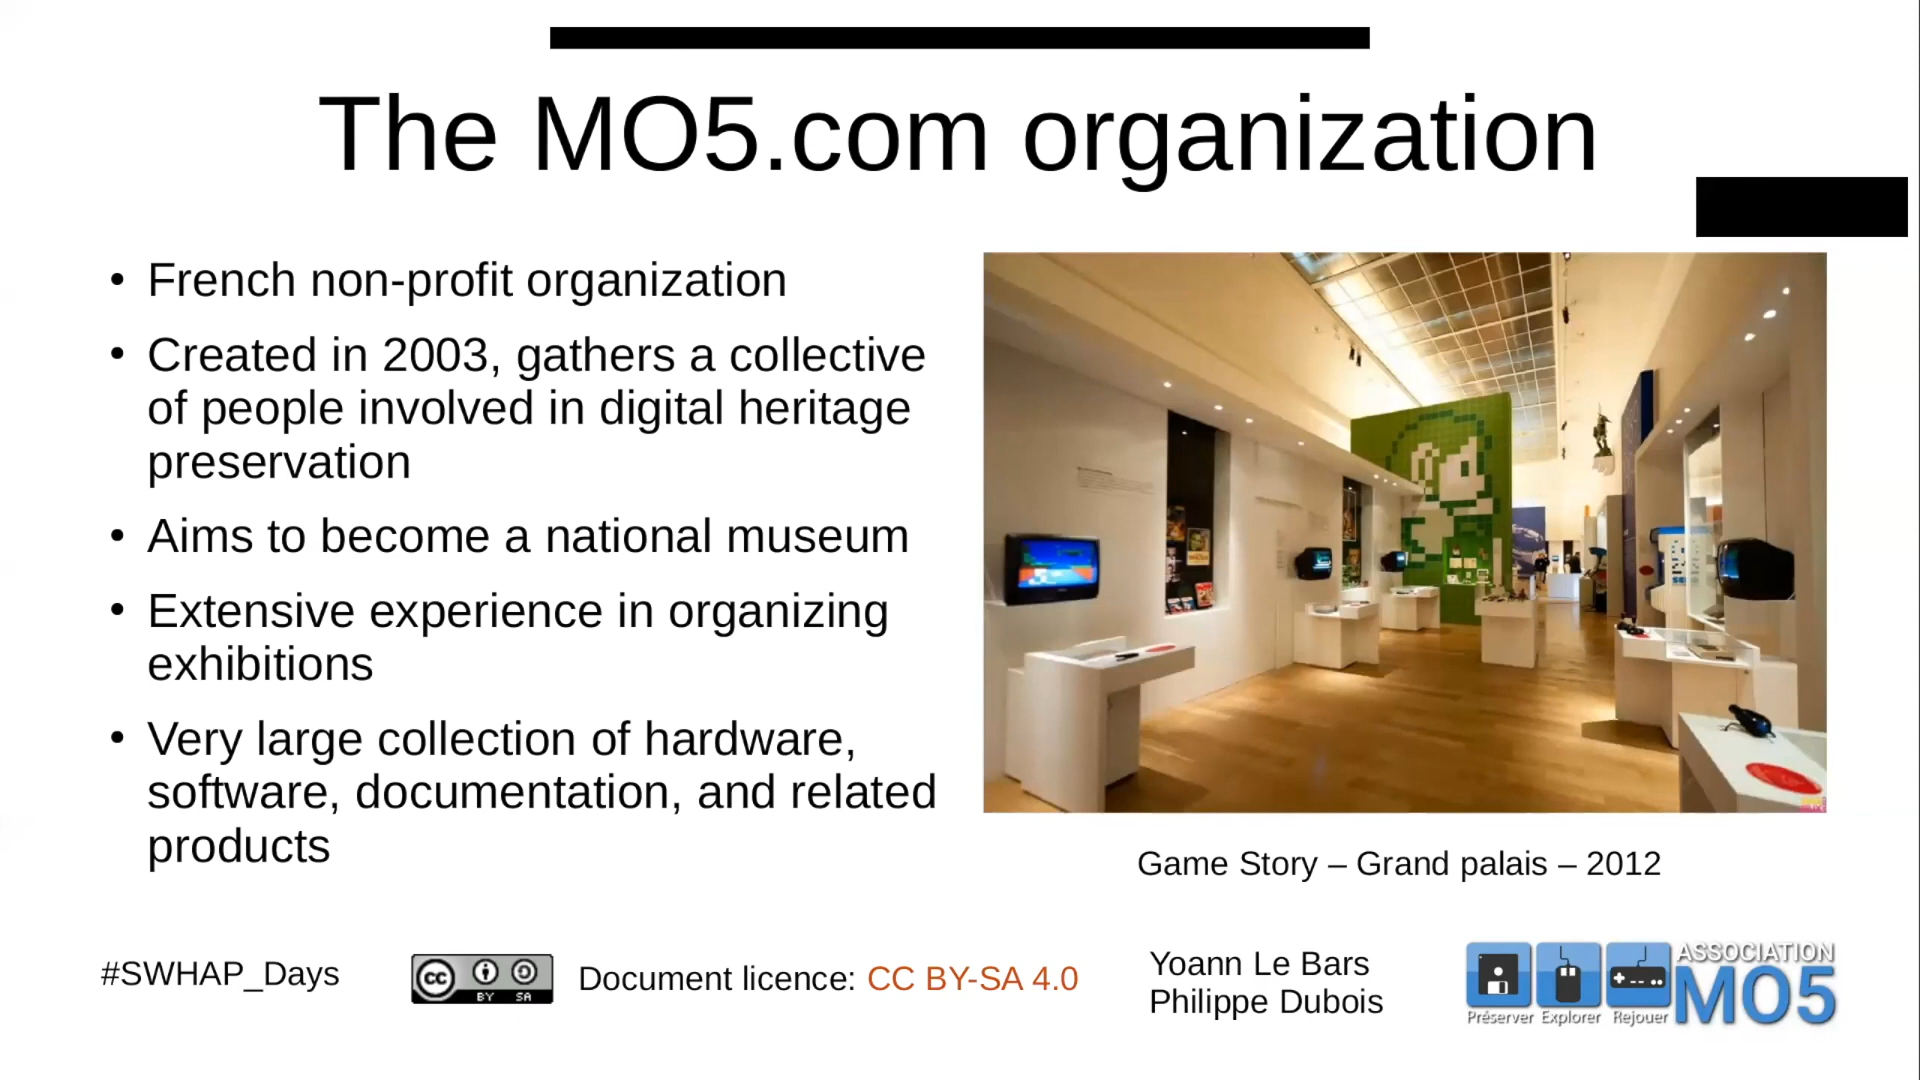 The MO5.com organization
• French non-profit organization
• Created in 2003, gathers a collective
of people involved in digital heritage
preservation
• Aims to become a national museum
• Extensive experience in organizing
exhibitions
• Very large collection of hardware,
software, documentation, and related
products
Game Story – Grand palais – 2012
#SWHAP_Days
cc BY SA
Document licence: CC BY-SA 4.0
Yoann Le Bars
Philippe Dubois
Préserver Explorer Rejouer
ASSOCIATION
MO5